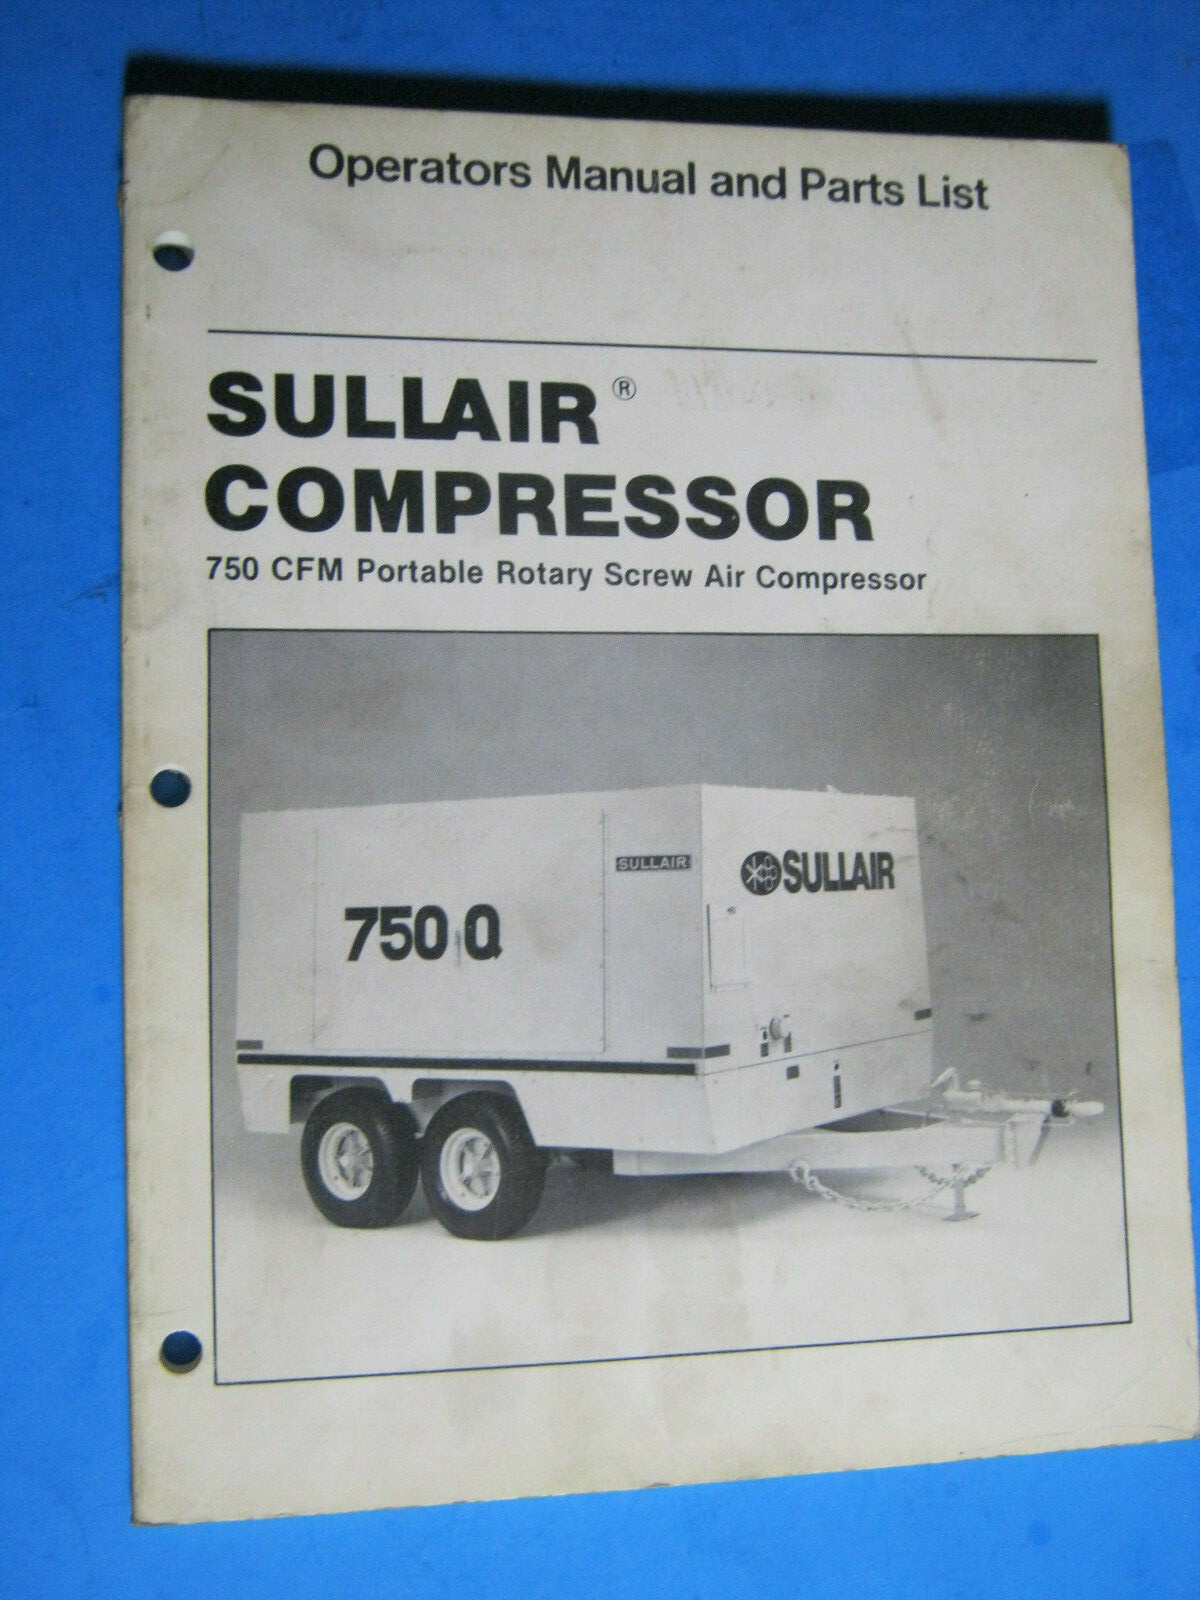 Operators Manual and Parts List
SULLAIR®
COMPRESSOR
750 CFM Portable Rotary Screw Air Compressor
SULLAIR
SULLAIR
750 Q